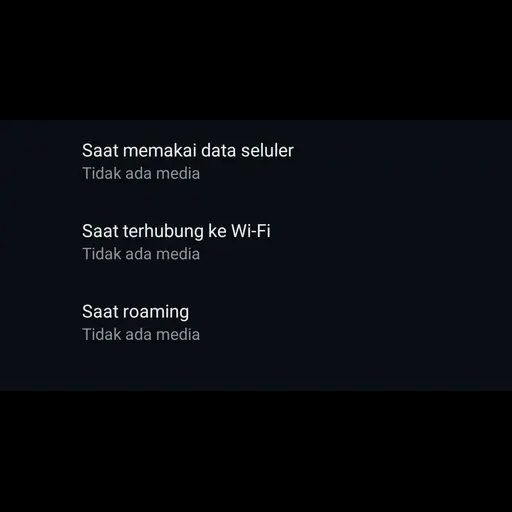 Saat memakai data seluler
Tidak ada media
Saat terhubung ke Wi-Fi
Tidak ada media
Saat roaming
Tidak ada media